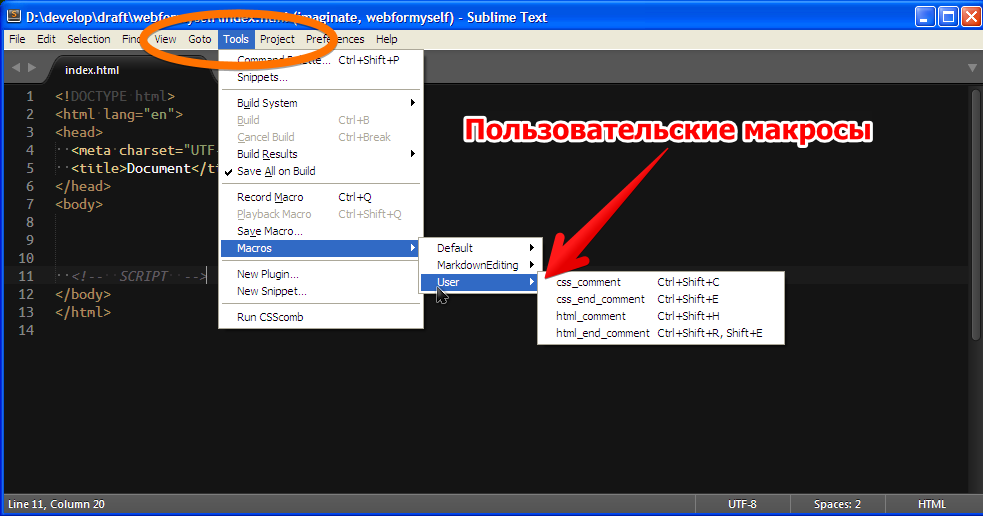 D:\develop\draft\webformyself\index.html (imaginate, webformyself) - Sublime Text
File Edit Selection Find View Goto Tools Project Preferences Help
index.html
Command Palette... Ctrl+Shift+P
Snippets...
Build System
Build Ctrl+B
Cancel Build Ctrl+Break
Build Results
Save All on Build
Record Macro Ctrl+Q
Playback Macro Ctrl+Shift+Q
Save Macro...
Macros
New Plugin...
New Snippet...
Run CSScomb
Default
MarkdownEditing
User
css_comment Ctrl+Shift+C
css_end_comment Ctrl+Shift+E
html_comment Ctrl+Shift+H
html_end_comment Ctrl+Shift+R, Shift+E
Пользовательские макросы
1 <!DOCTYPE html>
2 <html lang="en">
3 <head>
4 <meta charset="UTF-
5 <title>Document</ti
6 </head>
7 <body>
8
9
10
11 <!-- SCRIPT -->
12 </body>
13 </html>
14
Line 11, Column 20 UTF-8 Spaces: 2 HTML